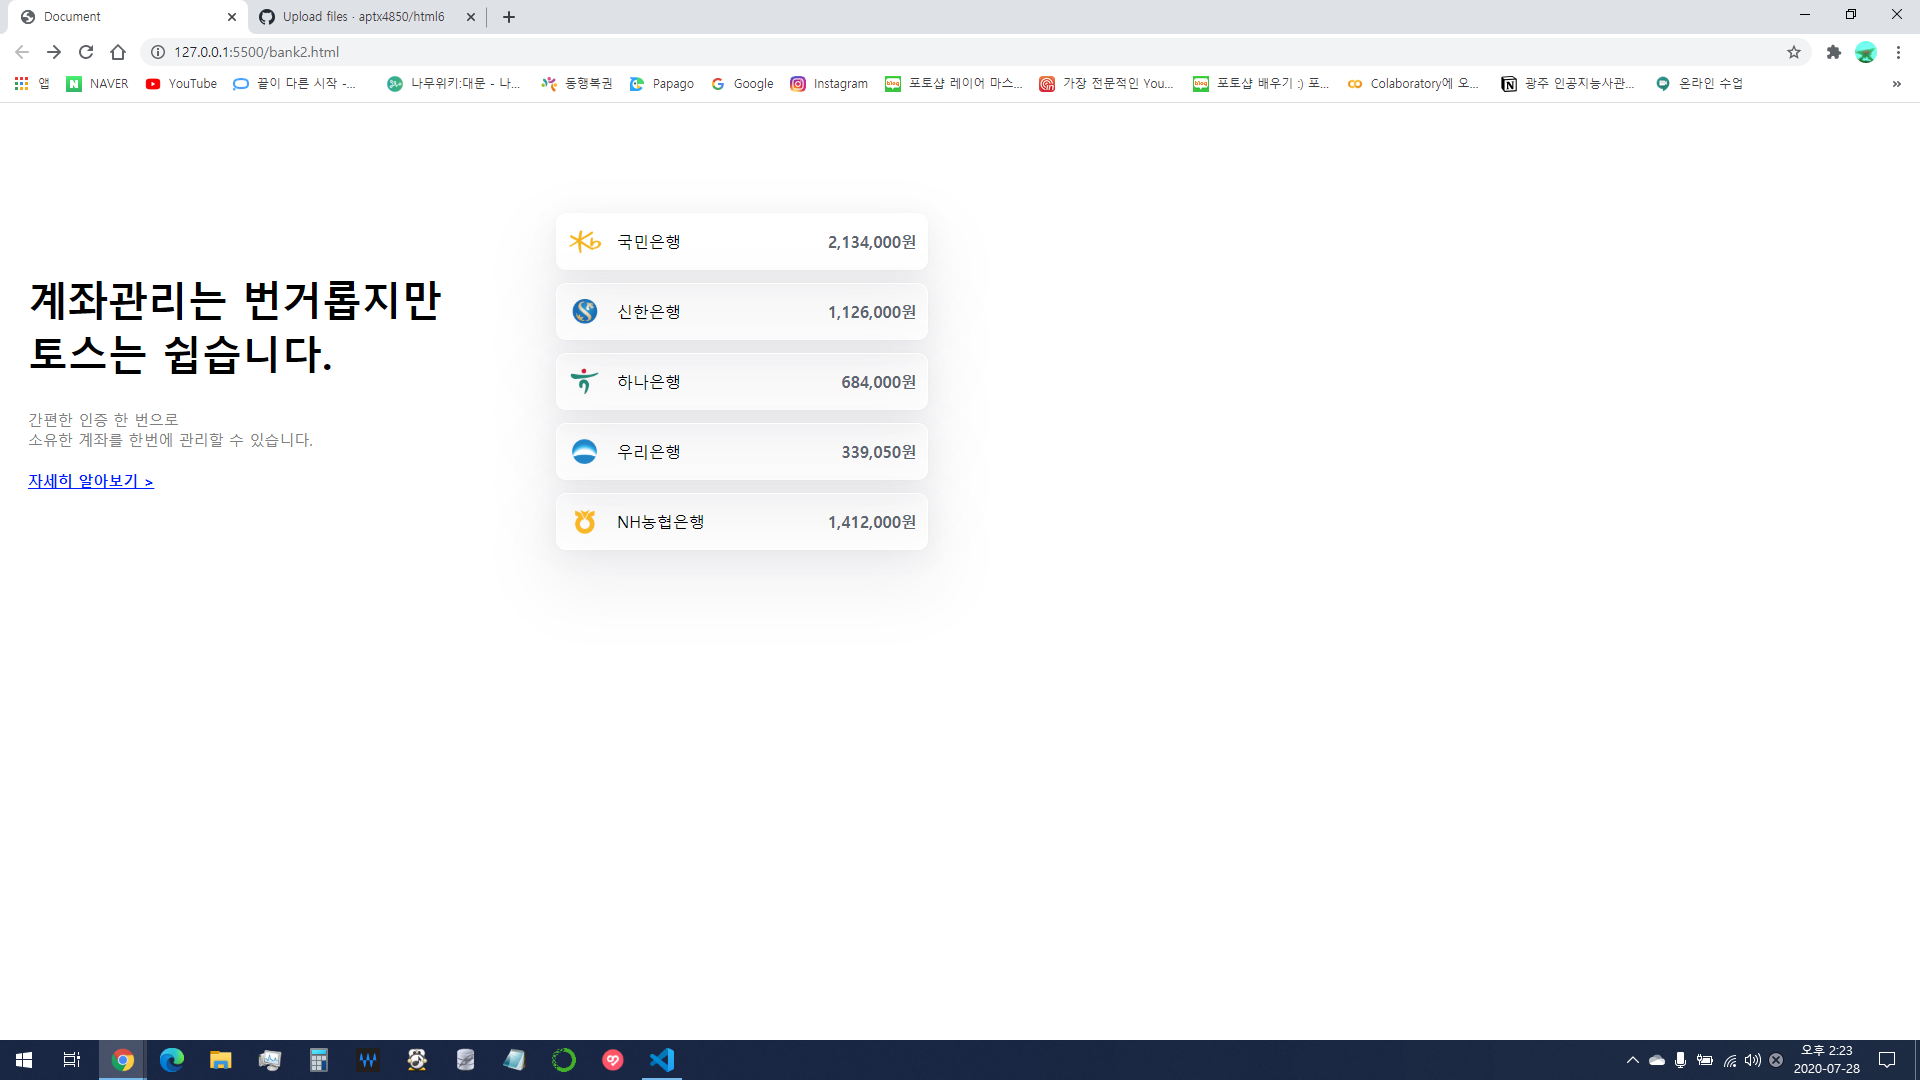 Document
Upload files · aptx4850/html6
127.0.0.1:5500/bank2.html
앱 NAVER YouTube 끝이 다른 시작 -... 나무위키:대문 - 나... 동행복권 Papago Google Instagram 포토샵 레이어 마스... 가장 전문적인 You... 포토샵 배우기 :) 포... Colaboratory에 오... 광주 인공지능사관... 온라인 수업 »
계좌관리는 번거롭지만
토스는 쉽습니다.
간편한 인증 한 번으로
소유한 계좌를 한번에 관리할 수 있습니다.
자세히 알아보기 >
국민은행 2,134,000원
신한은행 1,126,000원
하나은행 684,000원
우리은행 339,050원
NH농협은행 1,412,000원
오후 2:23
2020-07-28